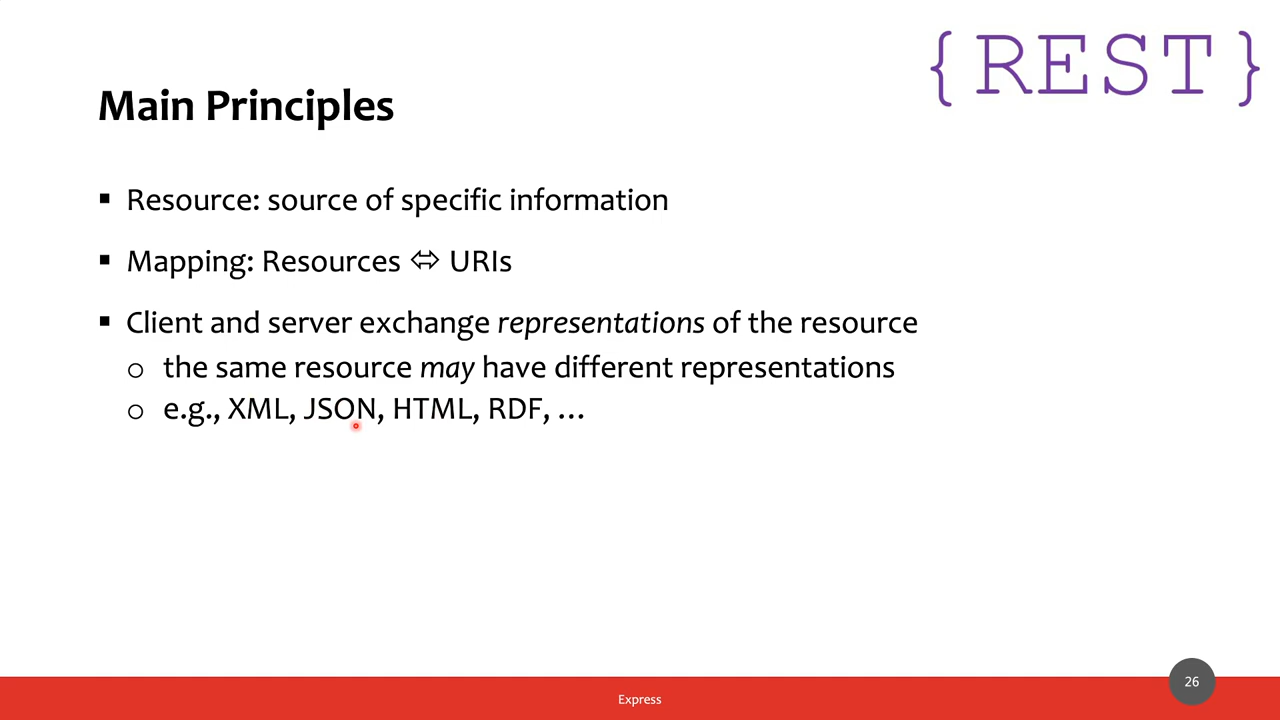 {REST}
Main Principles
▪ Resource: source of specific information
▪ Mapping: Resources ⬄ URIs
▪ Client and server exchange representations of the resource
o the same resource may have different representations
o e.g., XML, JSON, HTML, RDF, …
26
Express